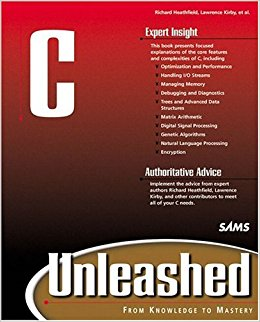 Richard Heathfield, Lawrence Kirby, et al.
C
Expert Insight
This book presents focused
explanations of the core features
and complexities of C, including
Optimization and Performance
Handling I/O Streams
Managing Memory
Debugging and Diagnostics
Trees and Advanced Data
Structures
Matrix Arithmetic
Digital Signal Processing
Genetic Algorithms
Natural Language Processing
Encryption
Authoritative Advice
Implement the advice from expert
authors Richard Heathfield, Lawrence
Kirby, and other contributors to meet
all of your C needs.
SAMS
Unleashed
From Knowledge to Mastery